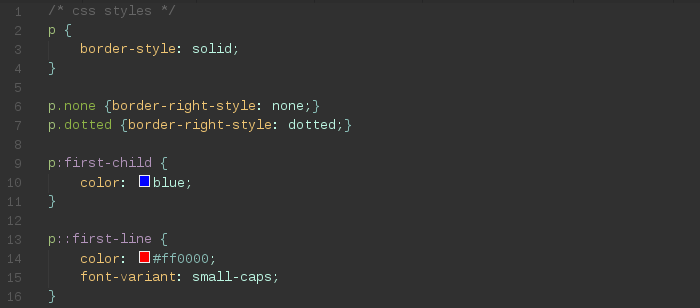 1 /* css styles */
2 p {
3     border-style: solid;
4 }
5
6 p.none {border-right-style: none;}
7 p.dotted {border-right-style: dotted;}
8
9 p:first-child {
10     color: blue;
11 }
12
13 p::first-line {
14     color: #ff0000;
15     font-variant: small-caps;
16 }